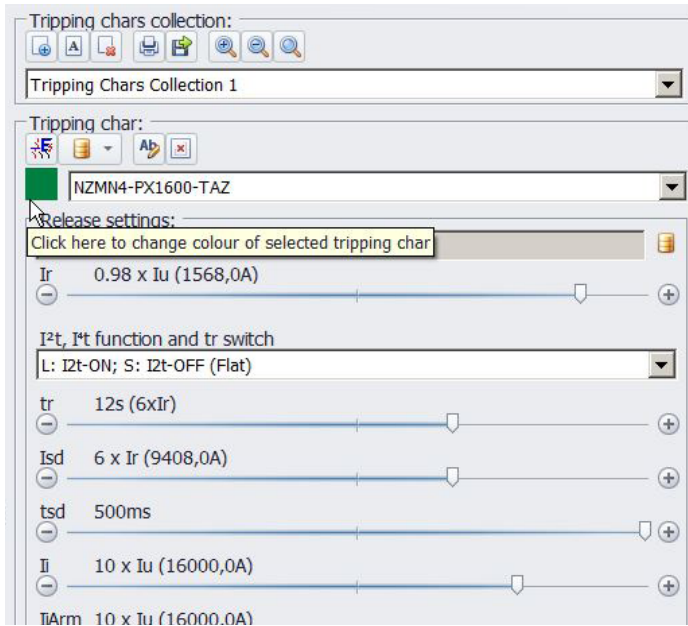 Tripping chars collection:
Tripping Chars Collection 1
Tripping char:
NZMN4-PX1600-TAZ
Release settings:
Click here to change colour of selected tripping char
Ir 0.98 x Iu (1568,0A)
I²t, I⁴t function and tr switch
L: I2t-ON; S: I2t-OFF (Flat)
tr 12s (6xIr)
Isd 6 x Ir (9408,0A)
tsd 500ms
Ii 10 x Iu (16000,0A)
IiArm 10 x Iu (16000,0A)